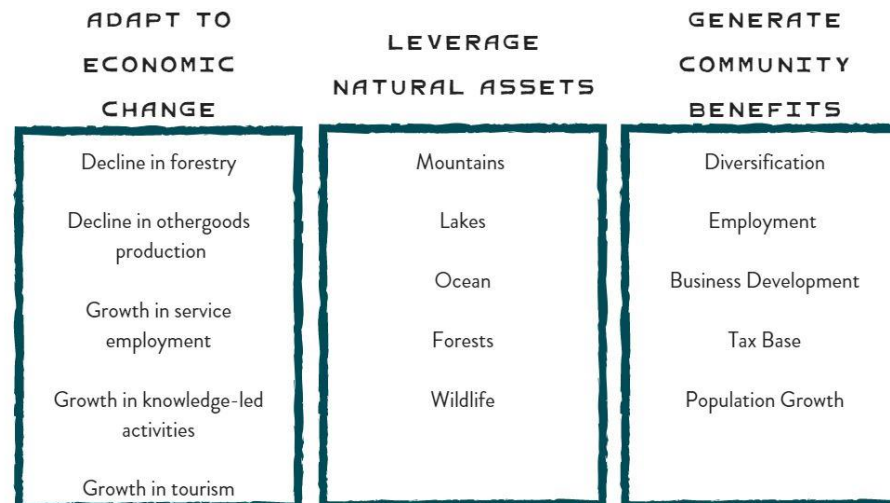 ADAPT TO
ECONOMIC
CHANGE
Decline in forestry
Decline in othergoods
production
Growth in service
employment
Growth in knowledge-led
activities
Growth in tourism
LEVERAGE
NATURAL ASSETS
Mountains
Lakes
Ocean
Forests
Wildlife
GENERATE
COMMUNITY
BENEFITS
Diversification
Employment
Business Development
Tax Base
Population Growth